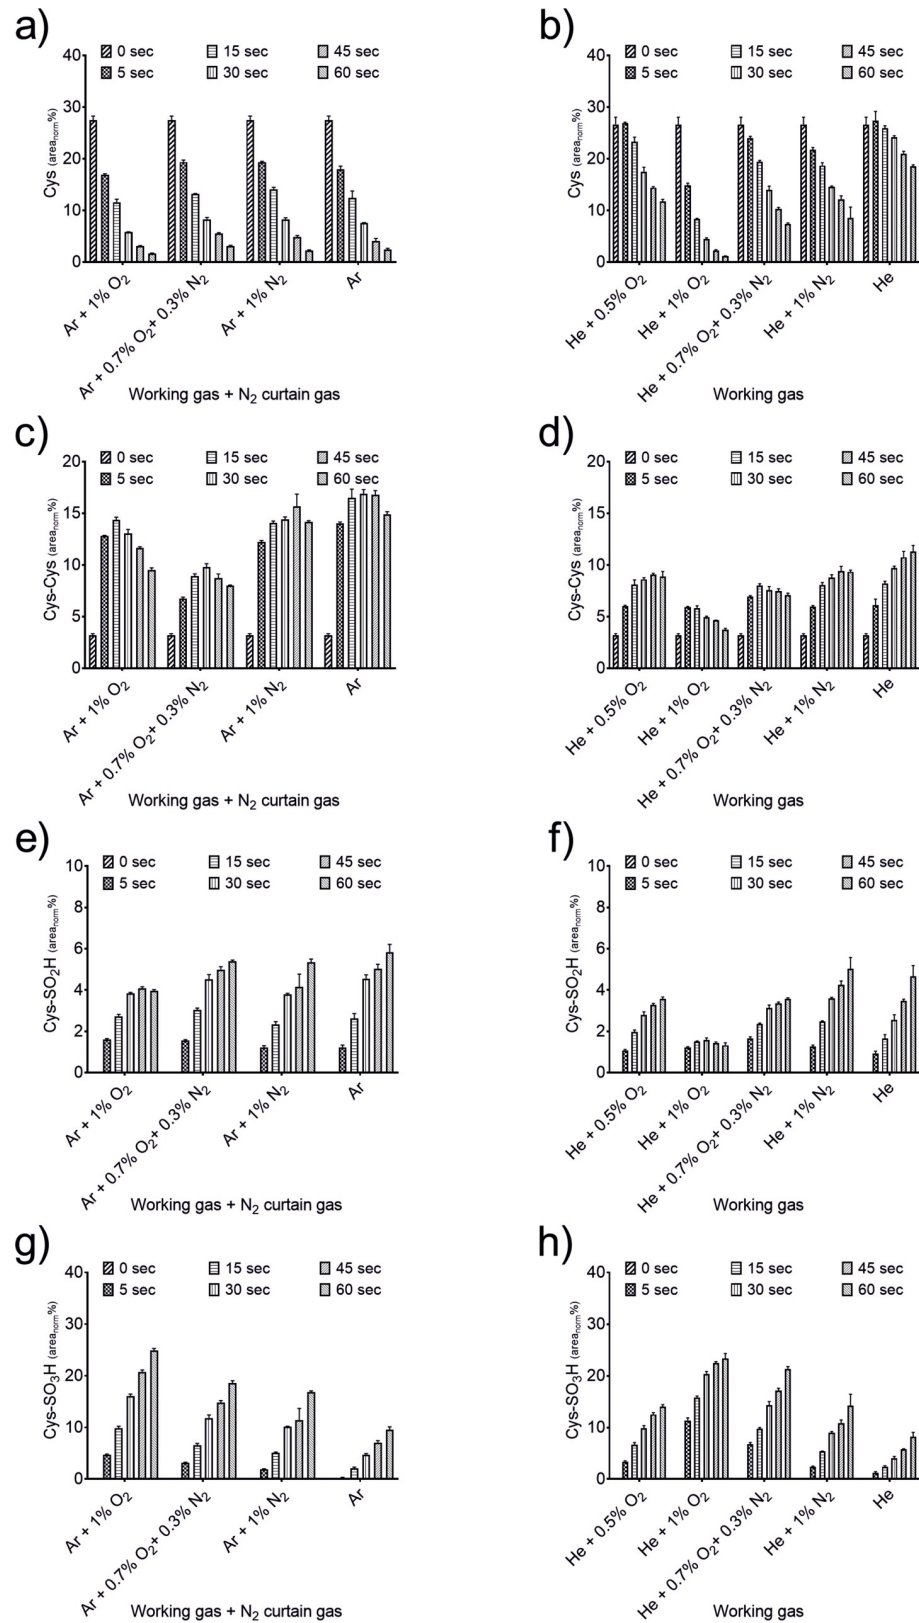 a)
0 sec 15 sec 45 sec
5 sec 30 sec 60 sec
Cys (area_norm%)
40
30
20
10
0
Ar + 1% O₂
Ar + 0.7% O₂+ 0.3% N₂
Ar + 1% N₂
Ar
Working gas + N₂ curtain gas
b)
0 sec 15 sec 45 sec
5 sec 30 sec 60 sec
Cys (area_norm%)
40
30
20
10
0
He + 0.5% O₂
He + 1% O₂
He + 0.7% O₂+ 0.3% N₂
He + 1% N₂
He
Working gas
c)
0 sec 15 sec 45 sec
5 sec 30 sec 60 sec
Cys-Cys (area_norm%)
20
15
10
5
0
Ar + 1% O₂
Ar + 0.7% O₂+ 0.3% N₂
Ar + 1% N₂
Ar
Working gas + N₂ curtain gas
d)
0 sec 15 sec 45 sec
5 sec 30 sec 60 sec
Cys-Cys (area_norm%)
20
15
10
5
0
He + 0.5% O₂
He + 1% O₂
He + 0.7% O₂+ 0.3% N₂
He + 1% N₂
He
Working gas
e)
0 sec 15 sec 45 sec
5 sec 30 sec 60 sec
Cys-SO₂H (area_norm%)
10
8
6
4
2
0
Ar + 1% O₂
Ar + 0.7% O₂+ 0.3% N₂
Ar + 1% N₂
Ar
Working gas + N₂ curtain gas
f)
0 sec 15 sec 45 sec
5 sec 30 sec 60 sec
Cys-SO₂H (area_norm%)
10
8
6
4
2
0
He + 0.5% O₂
He + 1% O₂
He + 0.7% O₂+ 0.3% N₂
He + 1% N₂
He
Working gas
g)
0 sec 15 sec 45 sec
5 sec 30 sec 60 sec
Cys-SO₃H (area_norm%)
40
30
20
10
0
Ar + 1% O₂
Ar + 0.7% O₂+ 0.3% N₂
Ar + 1% N₂
Ar
Working gas + N₂ curtain gas
h)
0 sec 15 sec 45 sec
5 sec 30 sec 60 sec
Cys-SO₃H (area_norm%)
40
30
20
10
0
He + 0.5% O₂
He + 1% O₂
He + 0.7% O₂+ 0.3% N₂
He + 1% N₂
He
Working gas